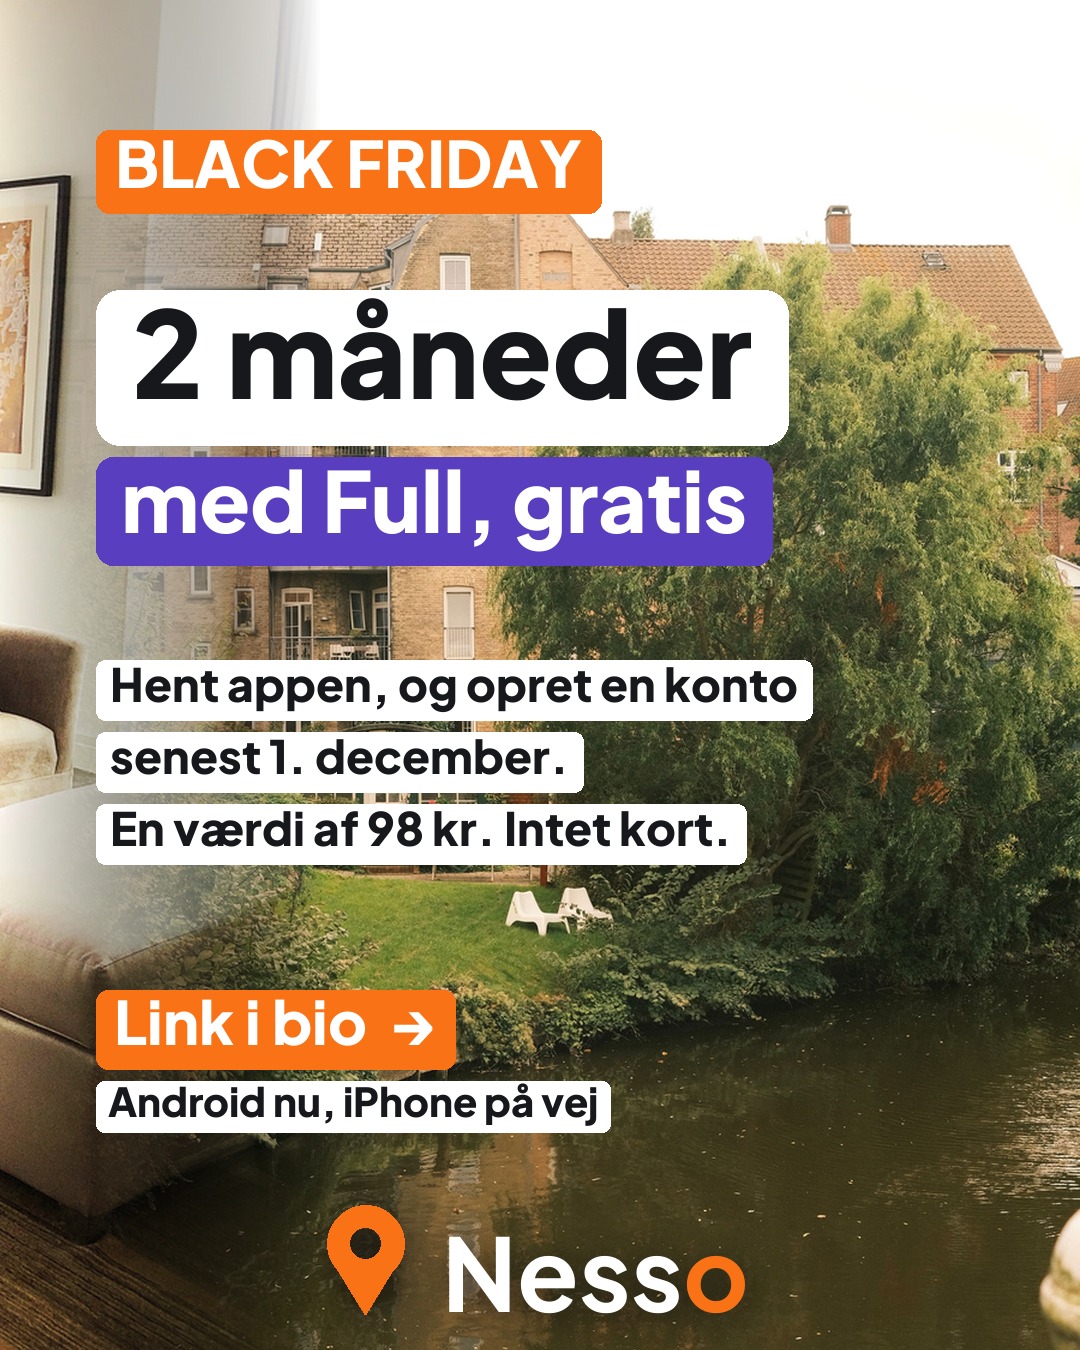 BLACK FRIDAY
2 måneder
med Full, gratis
Hent appen, og opret en konto
senest 1. december.
En værdi af 98 kr. Intet kort.
Link i bio →
Android nu, iPhone på vej
Nesso